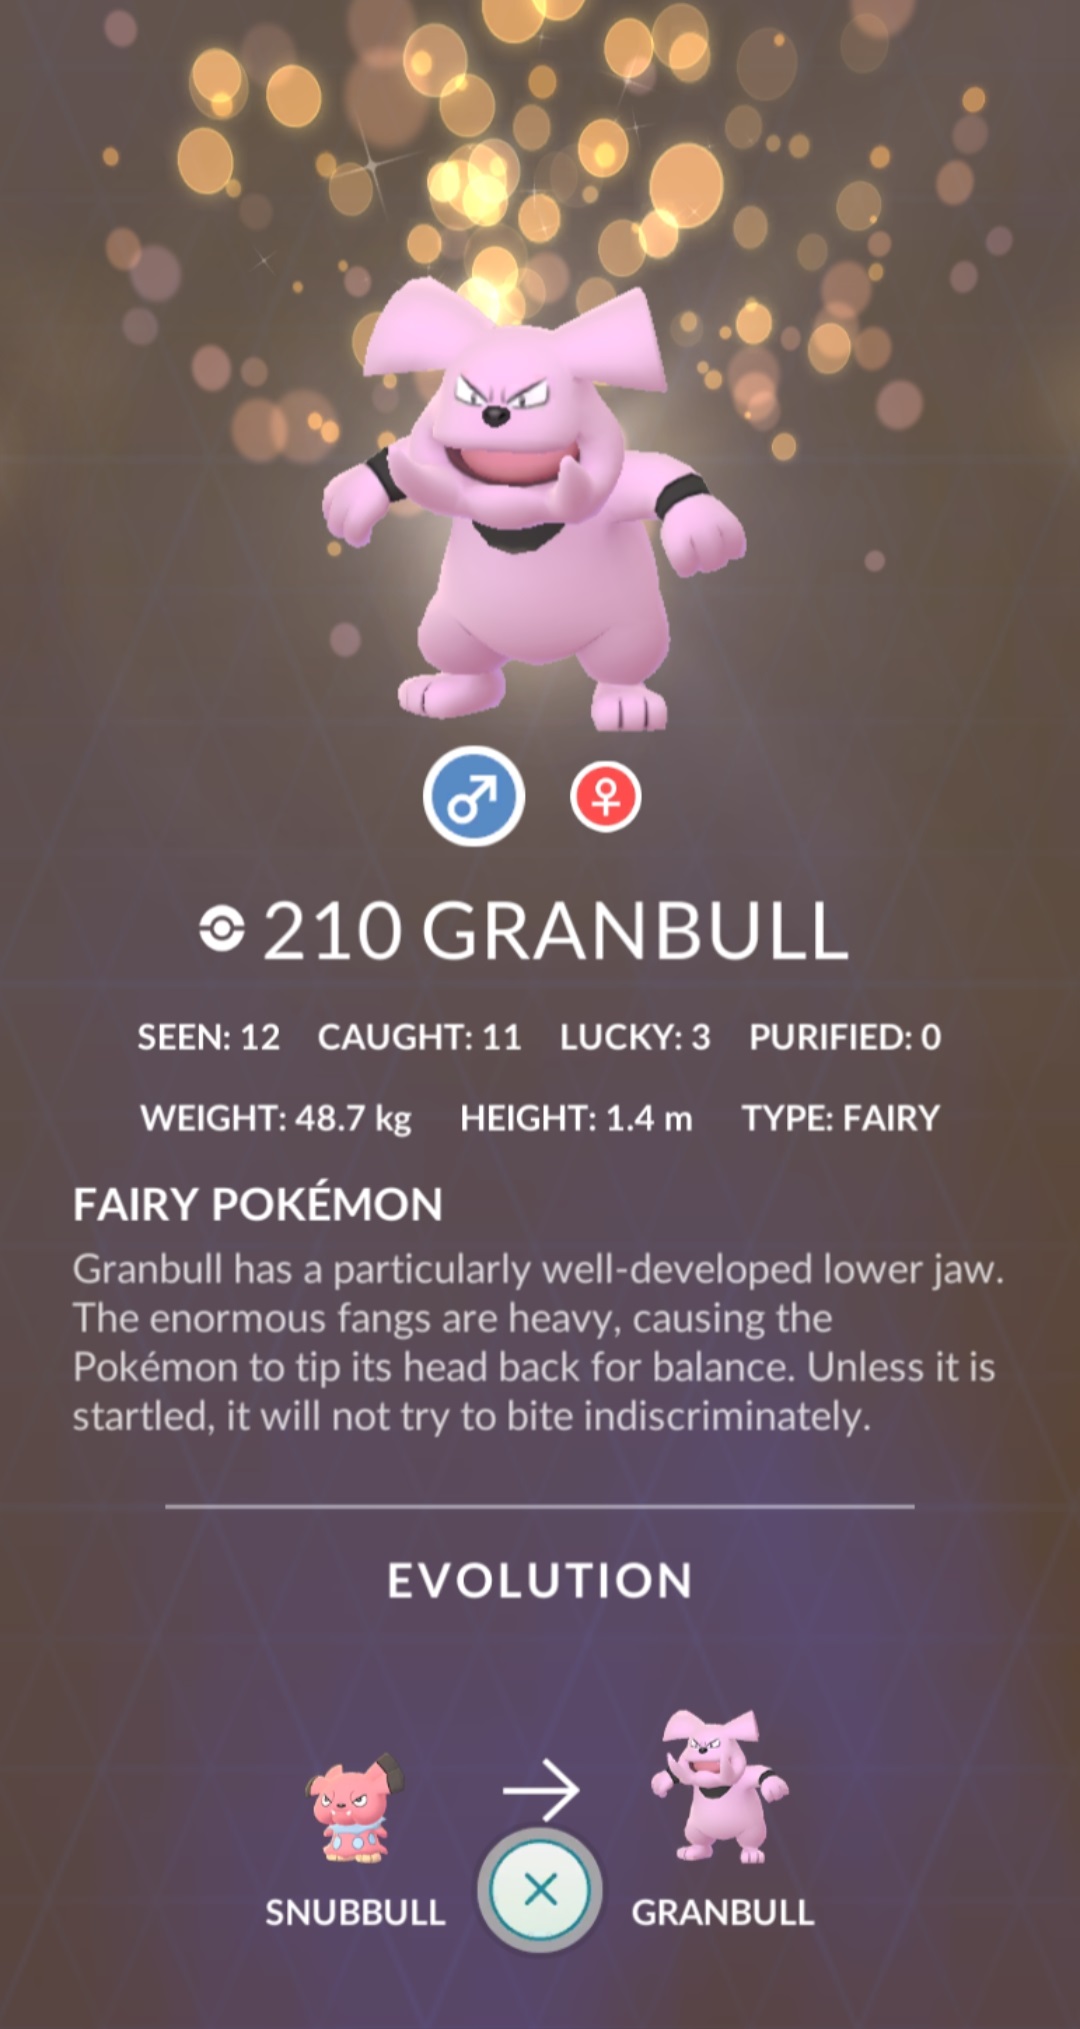 210 GRANBULL
SEEN: 12 CAUGHT: 11 LUCKY: 3 PURIFIED: 0
WEIGHT: 48.7 kg HEIGHT: 1.4 m TYPE: FAIRY
FAIRY POKÉMON
Granbull has a particularly well-developed lower jaw.
The enormous fangs are heavy, causing the
Pokémon to tip its head back for balance. Unless it is
startled, it will not try to bite indiscriminately.
EVOLUTION
SNUBBULL GRANBULL